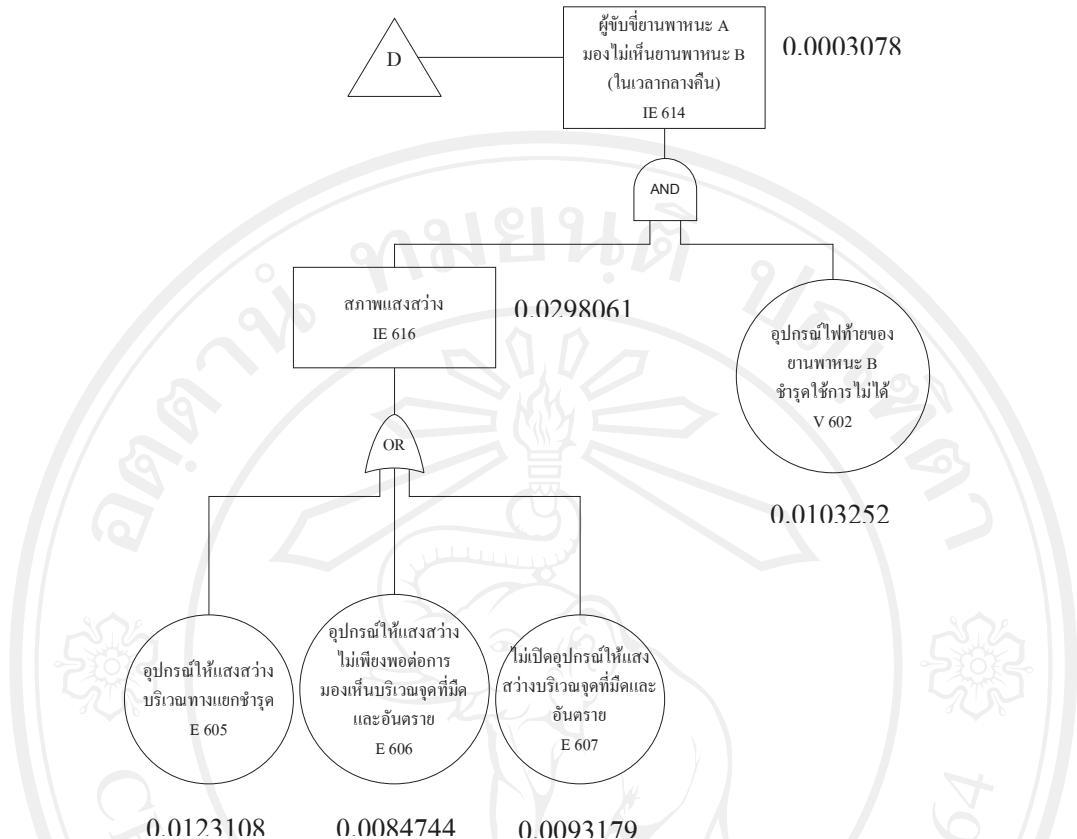 ผู้ขับขี่ยานพาหนะ A
มองไม่เห็นยานพาหนะ B
(ในเวลากลางคืน)
IE 614
0.0003078
D
AND
สภาพแสงสว่าง
IE 616
0.0298061
อุปกรณ์ไฟท้ายของ
ยานพาหนะ B
ชำรุดใช้การไม่ได้
V 602
0.0103252
OR
อุปกรณ์ให้แสงสว่าง
บริเวณทางแยกชำรุด
E 605
0.0123108
อุปกรณ์ให้แสงสว่าง
ไม่เพียงพอต่อการ
มองเห็นบริเวณจุดที่มืด
และอันตราย
E 606
0.0084744
ไม่เปิดอุปกรณ์ให้แสง
สว่างบริเวณจุดที่มืดและ
อันตราย
E 607
0.0093179
64